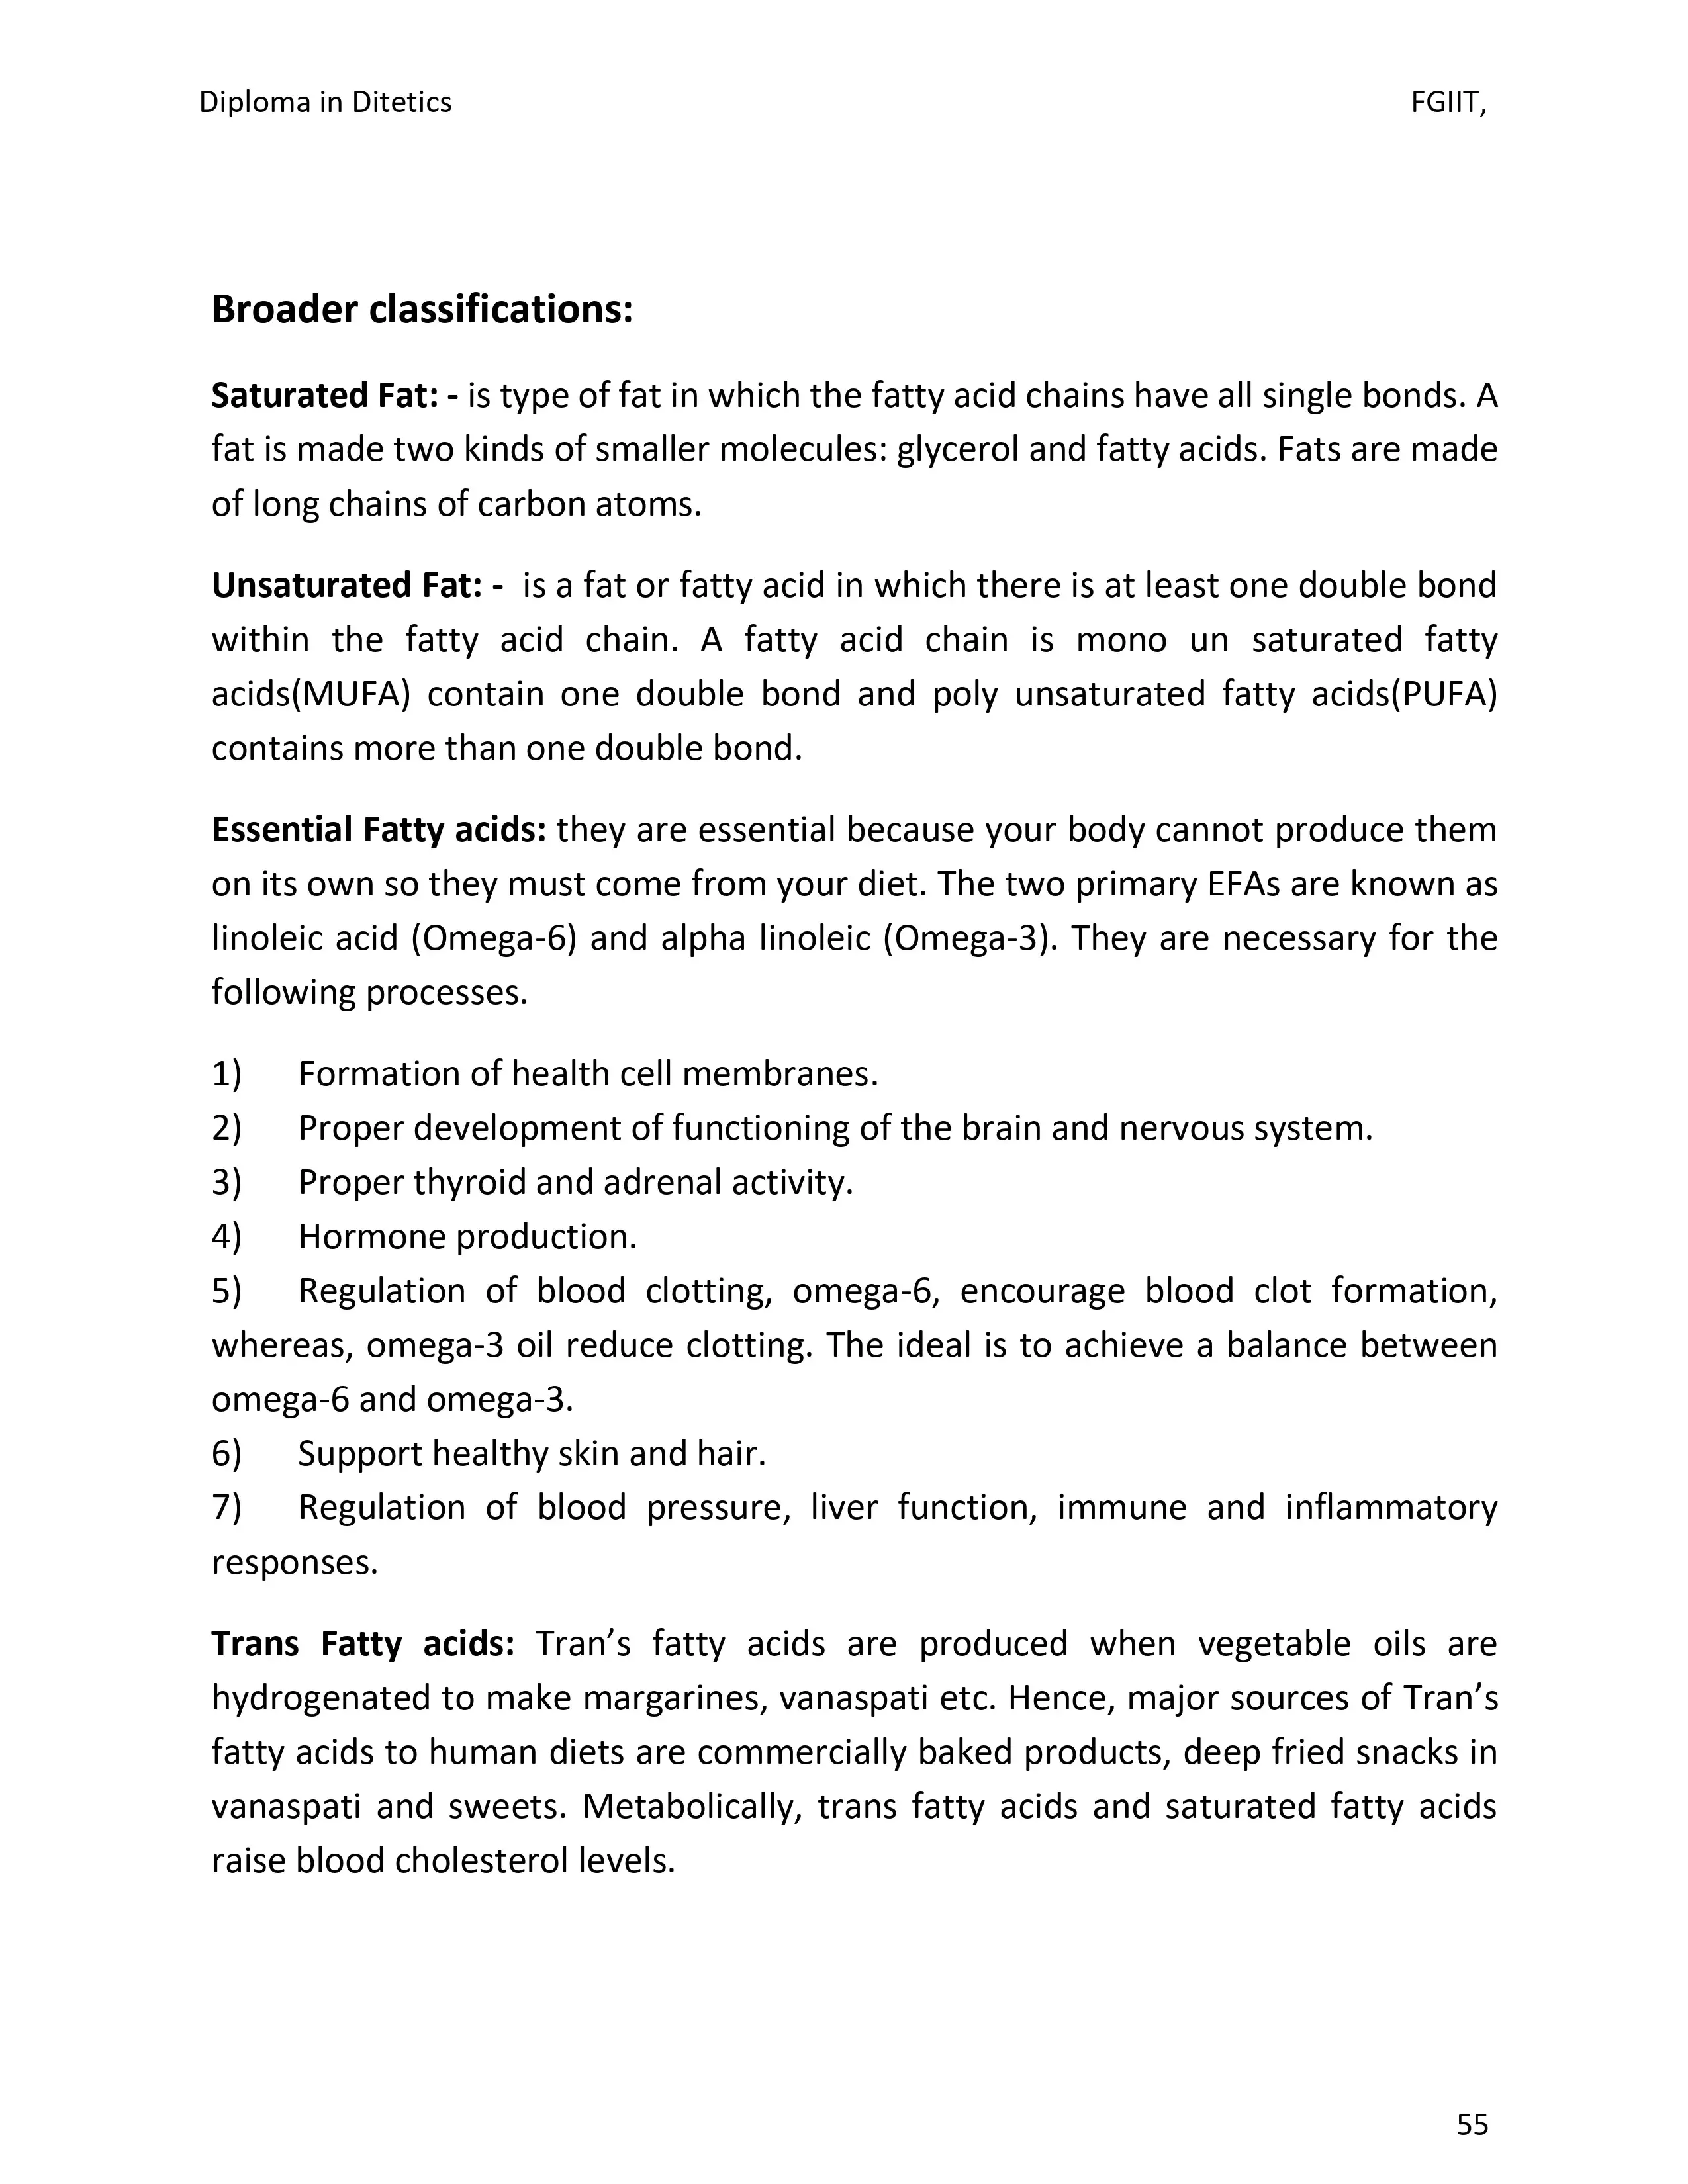 Diploma in Ditetics FGIIT,
Broader classifications:
Saturated Fat: - is type of fat in which the fatty acid chains have all single bonds. A
fat is made two kinds of smaller molecules: glycerol and fatty acids. Fats are made
of long chains of carbon atoms.
Unsaturated Fat: - is a fat or fatty acid in which there is at least one double bond
within the fatty acid chain. A fatty acid chain is mono un saturated fatty
acids(MUFA) contain one double bond and poly unsaturated fatty acids(PUFA)
contains more than one double bond.
Essential Fatty acids: they are essential because your body cannot produce them
on its own so they must come from your diet. The two primary EFAs are known as
linoleic acid (Omega-6) and alpha linoleic (Omega-3). They are necessary for the
following processes.
1) Formation of health cell membranes.
2) Proper development of functioning of the brain and nervous system.
3) Proper thyroid and adrenal activity.
4) Hormone production.
5) Regulation of blood clotting, omega-6, encourage blood clot formation,
whereas, omega-3 oil reduce clotting. The ideal is to achieve a balance between
omega-6 and omega-3.
6) Support healthy skin and hair.
7) Regulation of blood pressure, liver function, immune and inflammatory
responses.
Trans Fatty acids: Tran’s fatty acids are produced when vegetable oils are
hydrogenated to make margarines, vanaspati etc. Hence, major sources of Tran’s
fatty acids to human diets are commercially baked products, deep fried snacks in
vanaspati and sweets. Metabolically, trans fatty acids and saturated fatty acids
raise blood cholesterol levels.
55